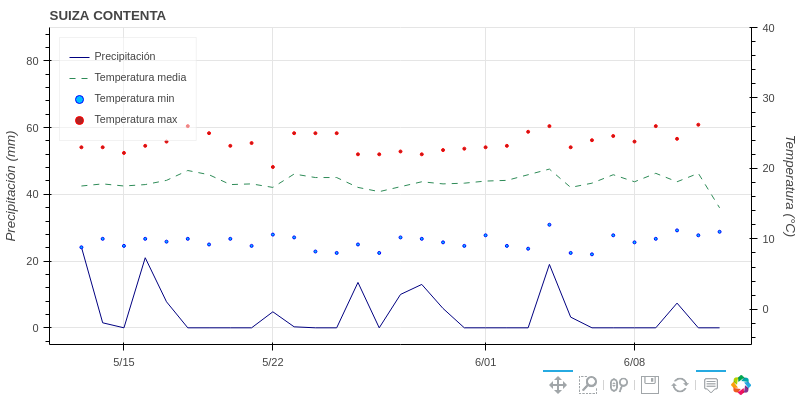 SUIZA CONTENTA
Precipitación
Temperatura media
Temperatura min
Temperatura max
Precipitación (mm)
80
60
40
20
0
40
30
20
10
0
Temperatura (°C)
5/15
5/22
6/01
6/08